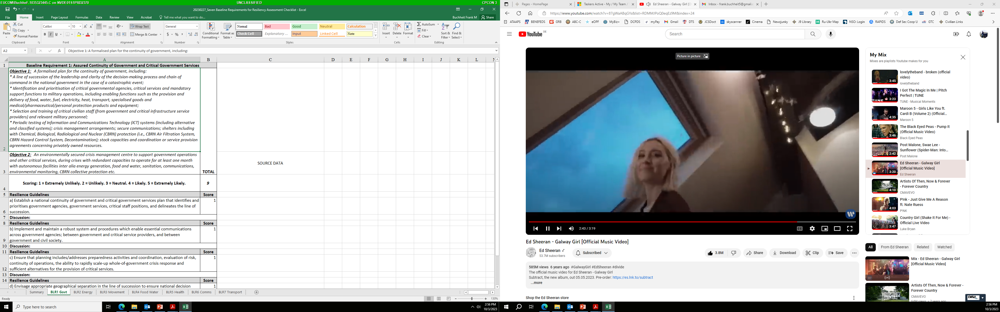 EUCOM\BuchheF.1035323445.C on NVDE01S1PRD2370
UNCLASSIFIED
CPCON 3
20230227_Seven Baseline Requirements for Resiliency Assessment Checklist - Excel
File Home Insert Page Layout Formulas Data Review View Acrobat Tell me what you want to do...
Buchheit Frank M Share
Paste
Cut
Copy
Format Painter
Clipboard
Calibri 10
B I U
Font
Wrap Text
Merge & Center
Alignment
General
$ % ,
Number
Conditional Formatting
Format as Table
Normal Bad Good Neutral Calculation
Check Cell Explanatory ... Input Linked Cell Note
Styles
Insert Delete Format
Cells
AutoSum
Fill
Clear
Sort & Filter
Find & Select
Editing
A2
fx
Objective 1: A formalised plan for the continuity of government, including:
A B C D E F G H I J K L
1 Baseline Requirement 1: Assured Continuity of Government and Critical Government Services
Objective 1: A formalised plan for the continuity of government, including:
* A line of succession of the leadership and clarity of the decision-making process and chain of
command in the national government in the case of a catastrophic event;
* Identification and prioritisation of critical governmental agencies, critical services and mandatory
support functions to military operations, including enabling functions such as the provision and
delivery of food, water, fuel, electricity, heat, transport, specialised goods and
medical/pharmaceutical/personal protection products and equipment;
* Selection and training of critical civilian staff (from government and critical infrastructure service
providers) and relevant military personnel;
* Periodic testing of Information and Communications Technology (ICT) systems (including alternative
and classified systems); crisis management arrangements; secure communications; shelters including
with Chemical, Biological, Radiological and Nuclear (CBRN) protection (i.e., CBRN Air Filtration System,
CBRN Hazard Control System, Decontamination); stock capacities and coordination or service provision
agreements concerning privately owned resources.
2
Objective 2: An environmentally secured crisis management centre to support government operations
and other critical services, during crises with redundant capacities to operate for at least one month
with autonomous facilities inter alia energy generation, food and water, sanitation, communications,
environmental monitoring, CBRN collective protection etc.
3 TOTAL
SOURCE DATA
Scoring: 1 = Extremely Unlikely. 2 = Unlikely. 3 = Neutral. 4 = Likely. 5 = Extremely Likely. 9
4
5 Resilience Guidelines Score
a) Establish a national continuity of government and critical government services plan that identifies and 1
prioritises government agencies, government services, critical staff positions, and delineates the line of
6 succession.
7 Discussion:
8 Resilience Guidelines Score
b) Implement and maintain a robust system and procedures which enable essential communications 1
across government agencies; between government and critical service providers, and between
9 government and civil society.
10 Discussion:
11 Resilience Guidelines Score
c) Ensure that planning includes/addresses preparedness activities and coordination, evaluation of risk, 1
continuity of operations, the ability to rapidly scale-up whole-of-government crisis response and
12 sufficient alternatives for the provision of critical services.
13 Discussion:
14 Resilience Guidelines Score
d) Envisage appropriate geographical separation in the line of succession to ensure national decision 1
Summary BLR1 Govt BLR2 Energy BLR3 Movement BLR4 Food Water BLR5 Health BLR6 Comms BLR7 Transport
Ready
130%
Type here to search
2:56 PM
10/3/2023
Pages - HomePage
Taskers Active - My / My Team /
Ed Sheeran - Galway Girl [O
Inbox - frank.buchheit5@gmail.c
https://www.youtube.com/watch?v=87gWaABqGYs&list=RDMMJPoQ0eqEz9M&index=24
ATAAPS BENEFEDS GRB ABC-C eOPF MyBiz+ DCPDS myPay Gmail DTS JCSDoct skyscanner Cinema Newzjunky J9 Library Ru-Ukr Map NSO: Login RAPIDS Def Sec Coop U GTC Civilian Links
YouTube DE
Search
Picture in picture
2:43 / 3:19
CC
Ed Sheeran - Galway Girl [Official Music Video]
Ed Sheeran
53.7M subscribers
Subscribed
3.8M Share Download Clip Save
585M views 6 years ago #GalwayGirl #EdSheeran #divide
The official music video for Ed Sheeran - Galway Girl
Subtract, the new album, out 05.05.2023. Pre-order: https://es.lnk.to/subtract
...more
Shop the Ed Sheeran store
My Mix
Mixes are playlists Youtube makes for you
lovelytheband - broken (official
video)
lovelytheband
3:45
I Got The Magic In Me | Pitch
Perfect | TUNE
TUNE - Musical Moments
3:23
Maroon 5 - Girls Like You ft.
Cardi B (Volume 2) (Official...
Maroon 5
4:35
The Black Eyed Peas - Pump It
(Official Music Video)
Black Eyed Peas
3:46
Post Malone, Swae Lee -
Sunflower (Spider-Man: Into...
Post Malone
2:42
Ed Sheeran - Galway Girl
[Official Music Video]
Ed Sheeran
3:20
Artists Of Then, Now & Forever
- Forever Country
CMAVEVO
4:10
P!nk - Just Give Me A Reason
ft. Nate Ruess
P!NK
4:03
Country Girl (Shake It For Me) -
Official Live Video
Luke Bryan
3:47
All From Ed Sheeran Related Watched
Mix - Ed Sheeran - Galway Girl
[Official Music Video]
Artists Of Then, Now & Forever -
Forever Country
CMAVEVO
64M views • 7 years ago
DISA
2:56 PM
10/3/2023